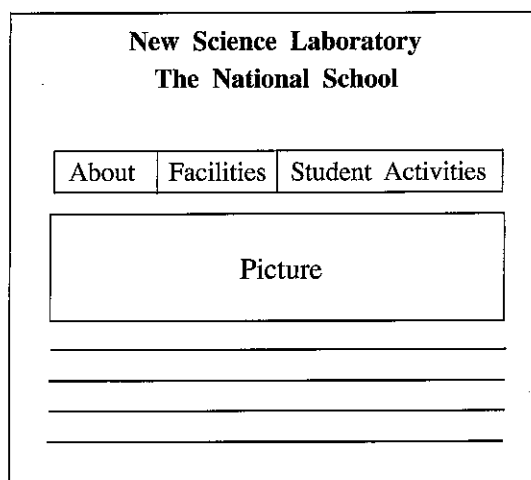 New Science Laboratory
The National School
About Facilities Student Activities
Picture